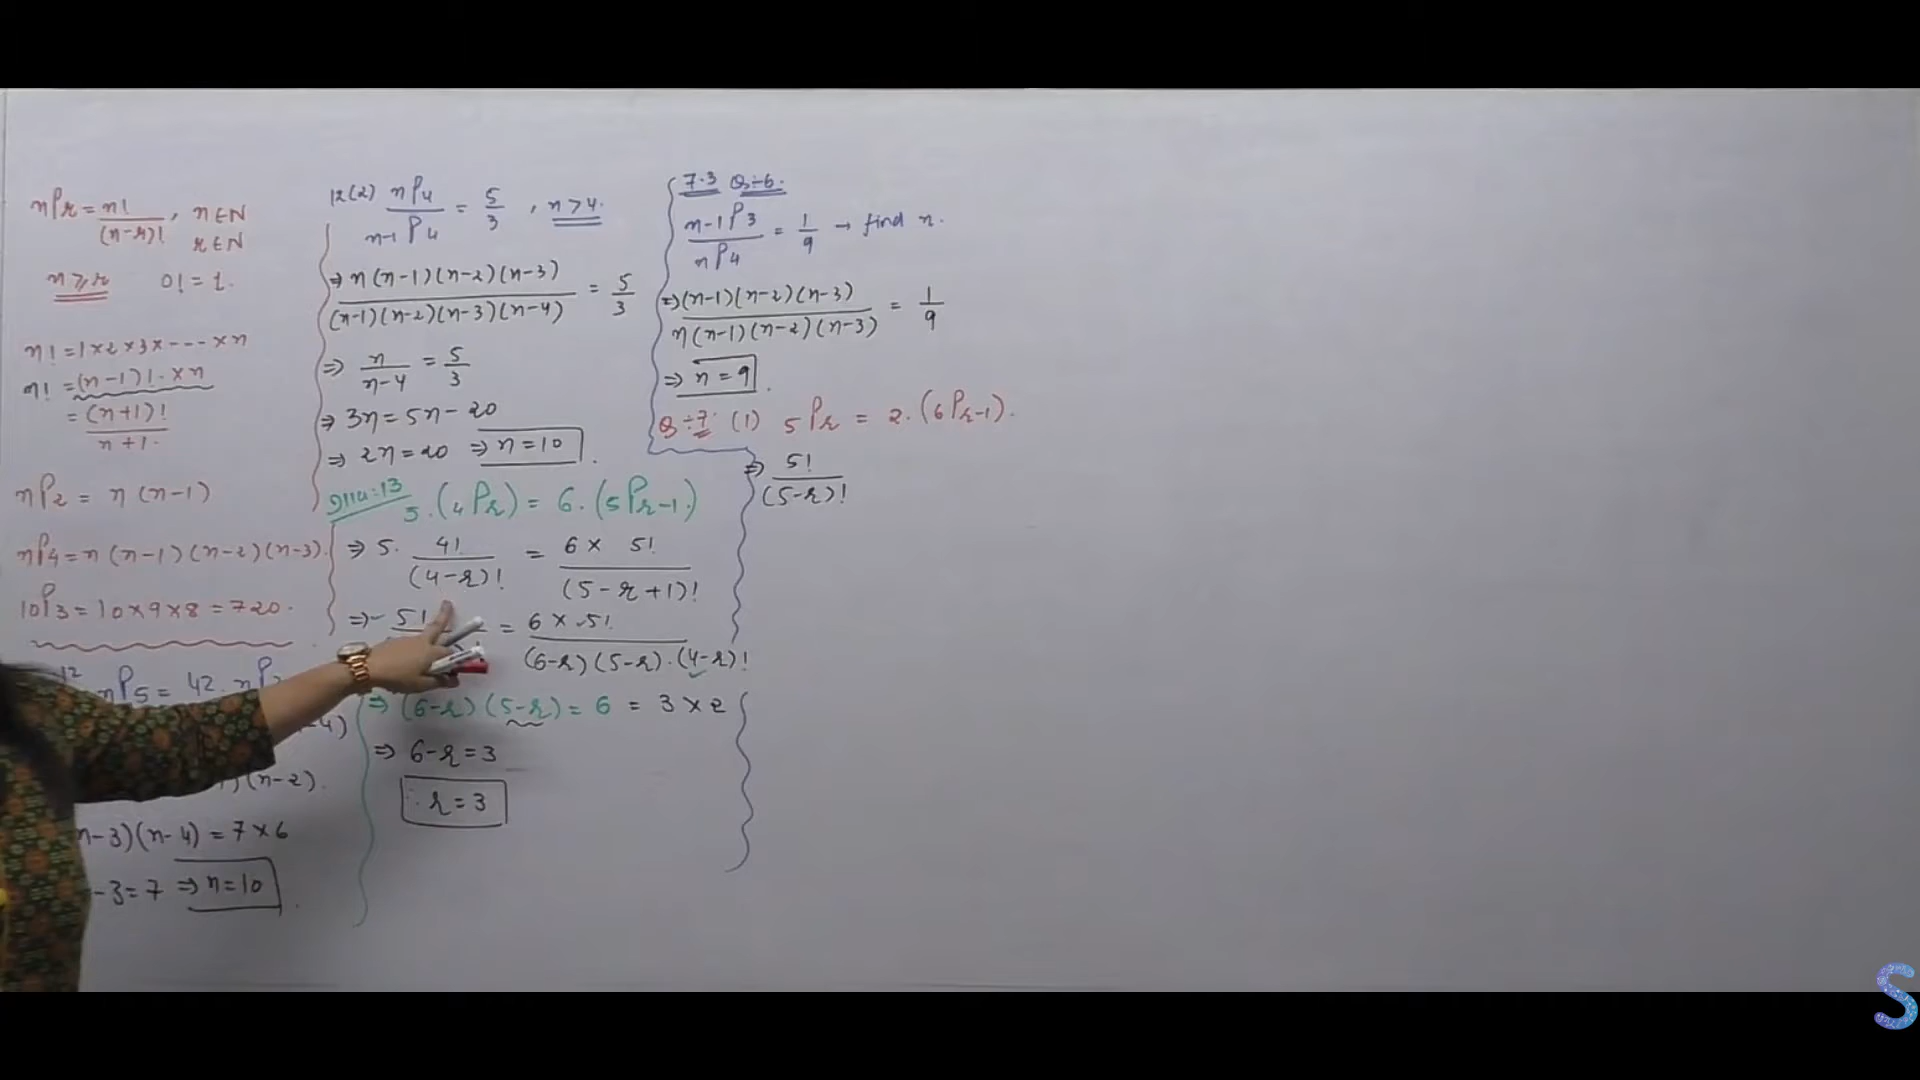 nPr = n! / (n-r)! , n∈N
r∈N
n⩾r 0! = 1.
n! = 1×2×3×---×n
n! = (n-1)!.×n
= (n+1)! / n+1.
nP2 = n(n-1)
nP4 = n(n-1)(n-2)(n-3).
10P3 = 10×9×8 = 720.
12
nP5 = 42. nP
-4)
)(n-2).
n-3)(n-4) = 7×6
-3 = 7 ⇒ n=10
12(2) nP4 / n-1P4 = 5/3 , n>4.
⇒ n(n-1)(n-2)(n-3) / (n-1)(n-2)(n-3)(n-4) = 5/3
⇒ n / n-4 = 5/3
⇒ 3n = 5n-20
⇒ 2n = 20 ⇒ n=10 .
5.(4Pr) = 6.(5Pr-1)
⇒ 5. 4! / (4-r)! = 6× 5! / (5-r+1)!
⇒ 5! = 6×5! / (6-r)(5-r).(4-r)!
⇒ (6-r)(5-r) = 6 = 3×2
⇒ 6-r = 3
∴ r = 3
7.3 Q÷6.
n-1P3 / nP4 = 1/9 → find n.
⇒ (n-1)(n-2)(n-3) / n(n-1)(n-2)(n-3) = 1/9
⇒ n = 9 .
Q÷7. (1) 5Pr = 2.(6Pr-1).
⇒ 5! / (5-r)!
S